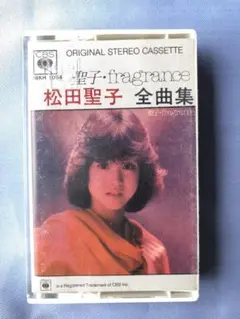 CBS
ORIGINAL STEREO CASSETTE
聖子・fragrance
松田聖子 全曲集
is a Registered Trademark of CBS Inc.